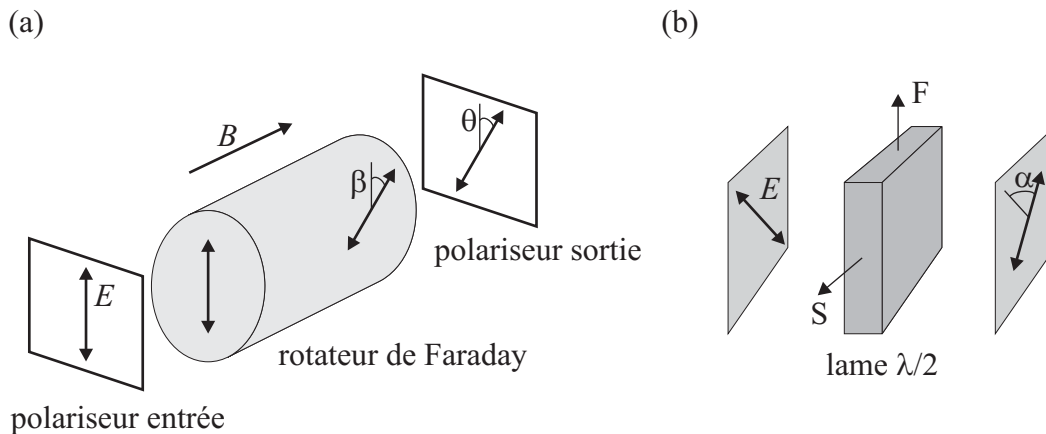 (a)
B
θ
β
E
polariseur sortie
rotateur de Faraday
polariseur entrée
(b)
F
E
α
S
lame λ/2